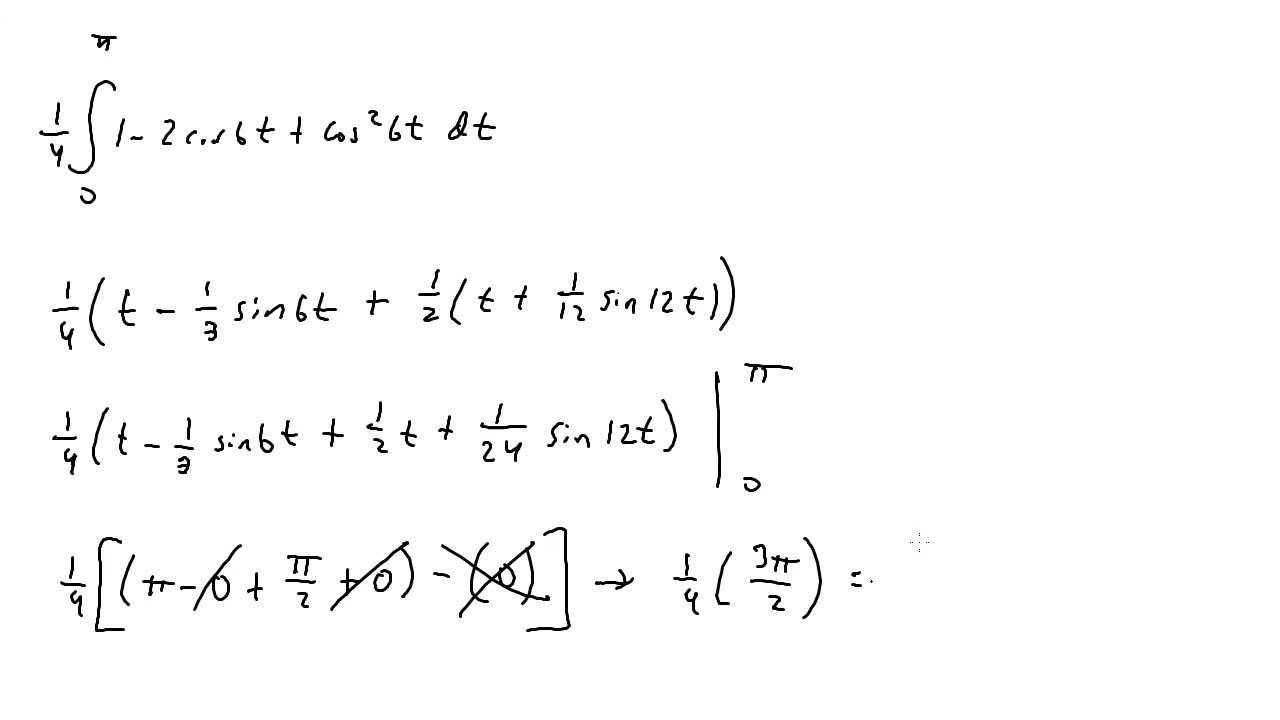 1/4 ∫₀^π 1 - 2cos6t + cos²6t dt
1/4 (t - 1/3 sin6t + 1/2 (t + 1/12 sin12t))
1/4 (t - 1/3 sin6t + 1/2 t + 1/24 sin12t) |₀^π
1/4 [(π - 0 + π/2 + 0) - (0)] → 1/4 (3π/2) =